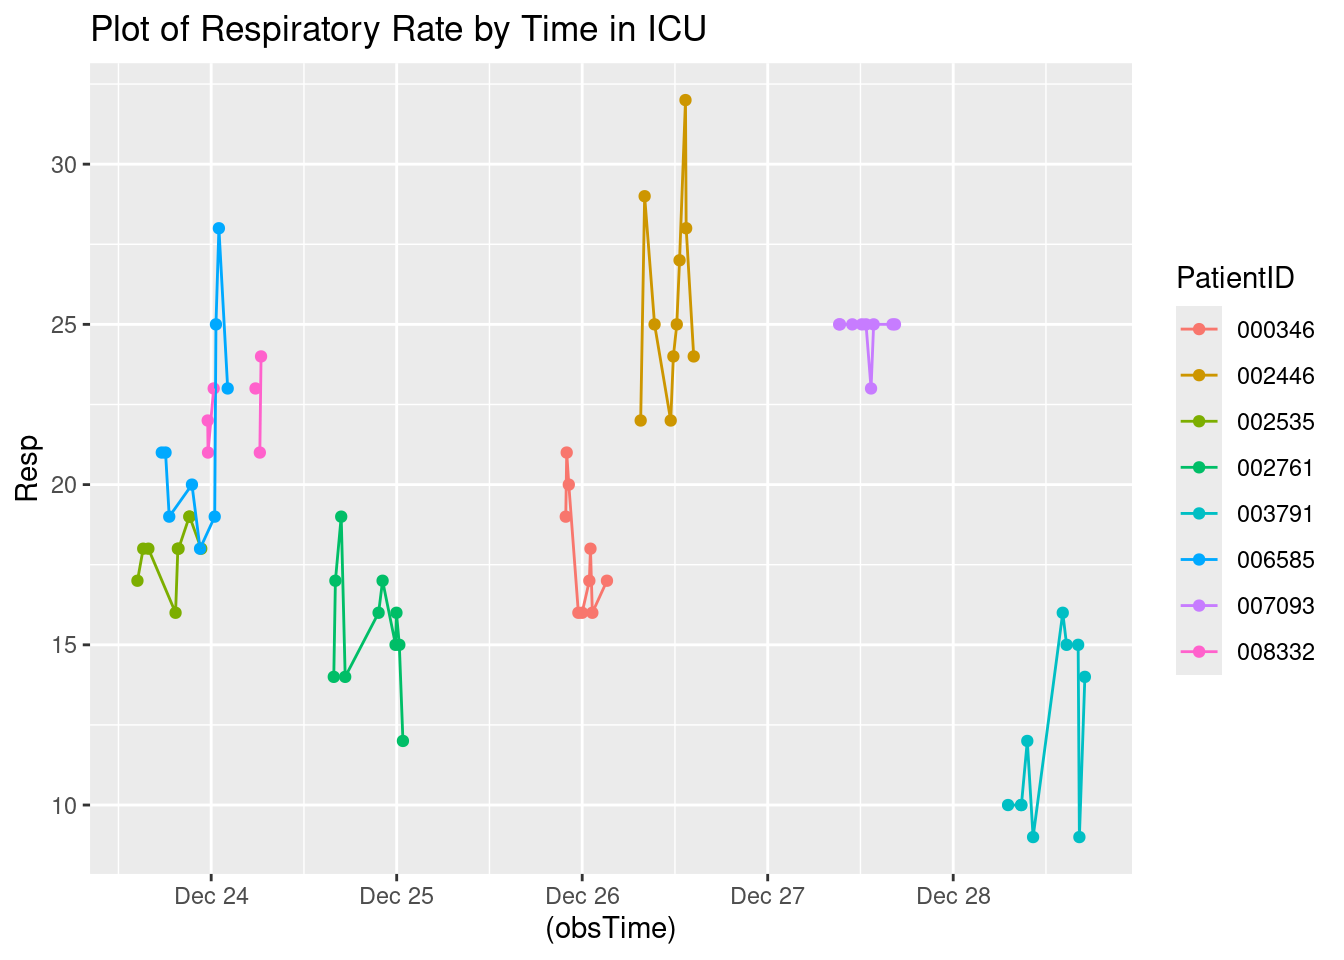 Plot of Respiratory Rate by Time in ICU
Resp
30
25
20
15
10
Dec 24
Dec 25
Dec 26
Dec 27
Dec 28
(obsTime)
PatientID
000346
002446
002535
002761
003791
006585
007093
008332